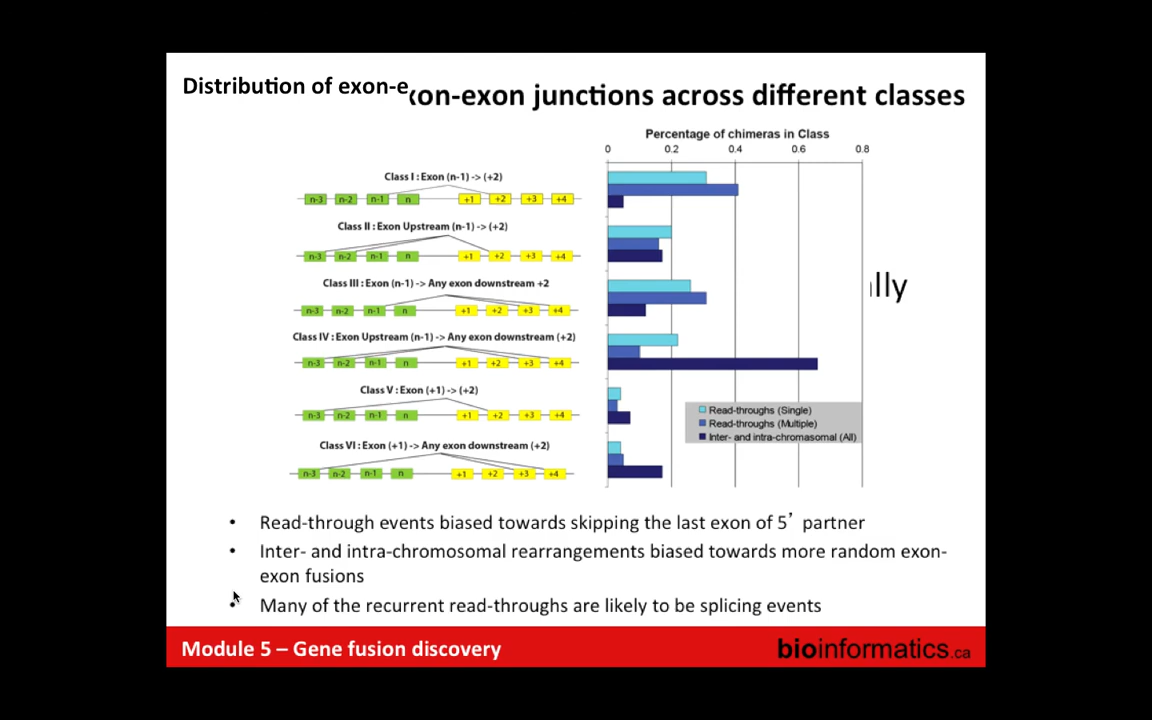 Distribution of exon-e
xon-exon junctions across different classes
Percentage of chimeras in Class
0 0.2 0.4 0.6 0.8
Class I : Exon (n-1) -> (+2)
n-3 n-2 n-1 n +1 +2 +3 +4
Class II : Exon Upstream (n-1) -> (+2)
n-3 n-2 n-1 n +1 +2 +3 +4
Class III : Exon (n-1) -> Any exon downstream +2
n-3 n-2 n-1 n +1 +2 +3 +4
Class IV : Exon Upstream (n-1) -> Any exon downstream (+2)
n-3 n-2 n-1 n +1 +2 +3 +4
Class V : Exon (+1) -> (+2)
n-3 n-2 n-1 n +1 +2 +3 +4
Class VI : Exon (+1) -> Any exon downstream (+2)
n-3 n-2 n-1 n +1 +2 +3 +4
Read-throughs (Single)
Read-throughs (Multiple)
Inter- and intra-chromasomal (All)
lly
• Read-through events biased towards skipping the last exon of 5’ partner
• Inter- and intra-chromosomal rearrangements biased towards more random exon-
exon fusions
• Many of the recurrent read-throughs are likely to be splicing events
Module 5 – Gene fusion discovery
bioinformatics.ca